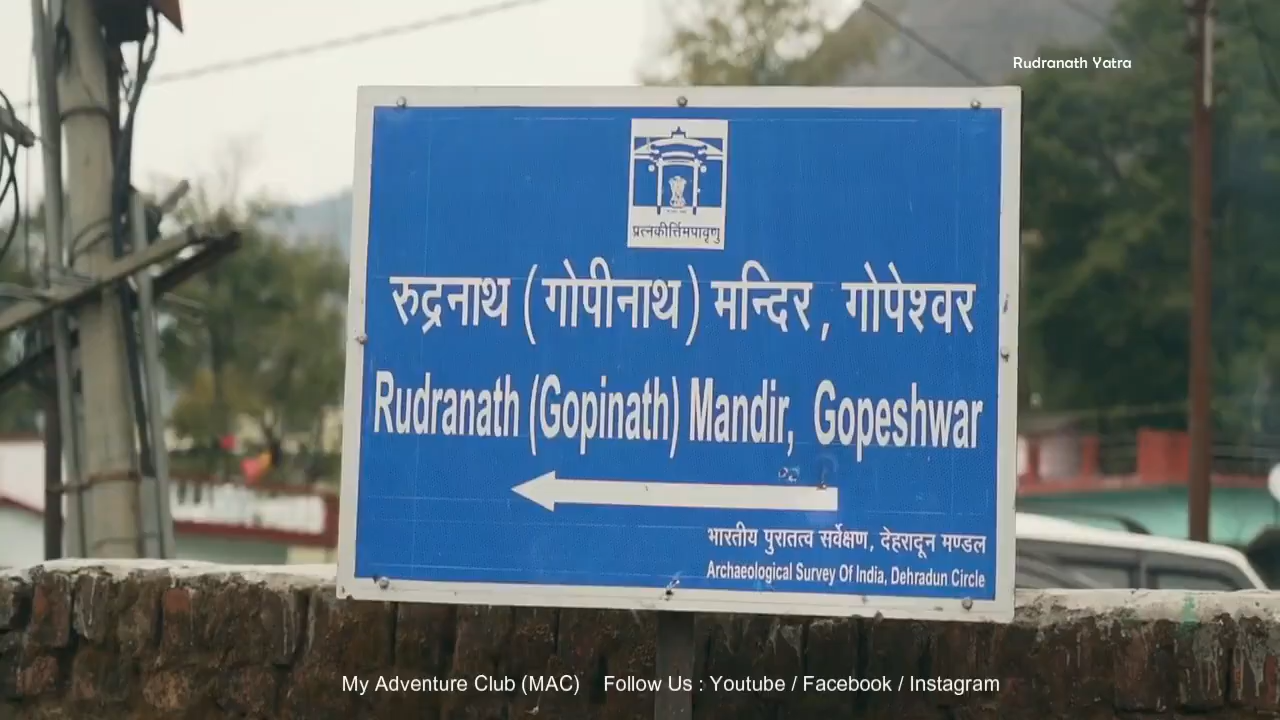 Rudranath Yatra
प्रत्नकीर्त्तिमपावृणु
रुद्रनाथ (गोपीनाथ) मन्दिर, गोपेश्वर
Rudranath (Gopinath) Mandir, Gopeshwar
भारतीय पुरातत्व सर्वेक्षण, देहरादून मण्डल
Archaeological Survey Of India, Dehradun Circle
My Adventure Club (MAC) Follow Us : Youtube / Facebook / Instagram